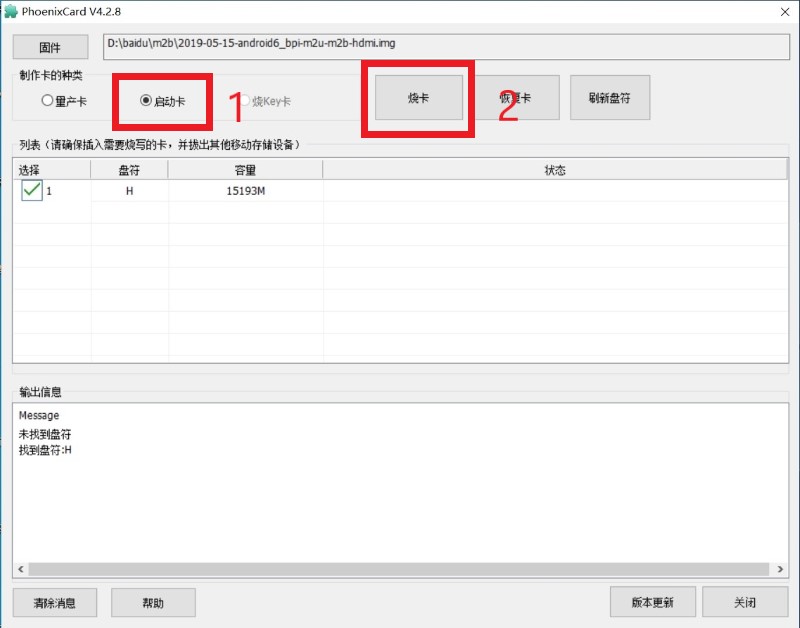 PhoenixCard V4.2.8
固件
D:\baidu\m2b\2019-05-15-android6_bpi-m2u-m2b-hdmi.img
制作卡的种类
量产卡
启动卡
1
烧Key卡
烧卡
恢复卡
2
刷新盘符
列表（请确保插入需要烧写的卡，并拔出其他移动存储设备）
选择 盘符 容量 状态
1 H 15193M
输出信息
Message
未找到盘符
找到盘符:H
清除消息
帮助
版本更新
关闭